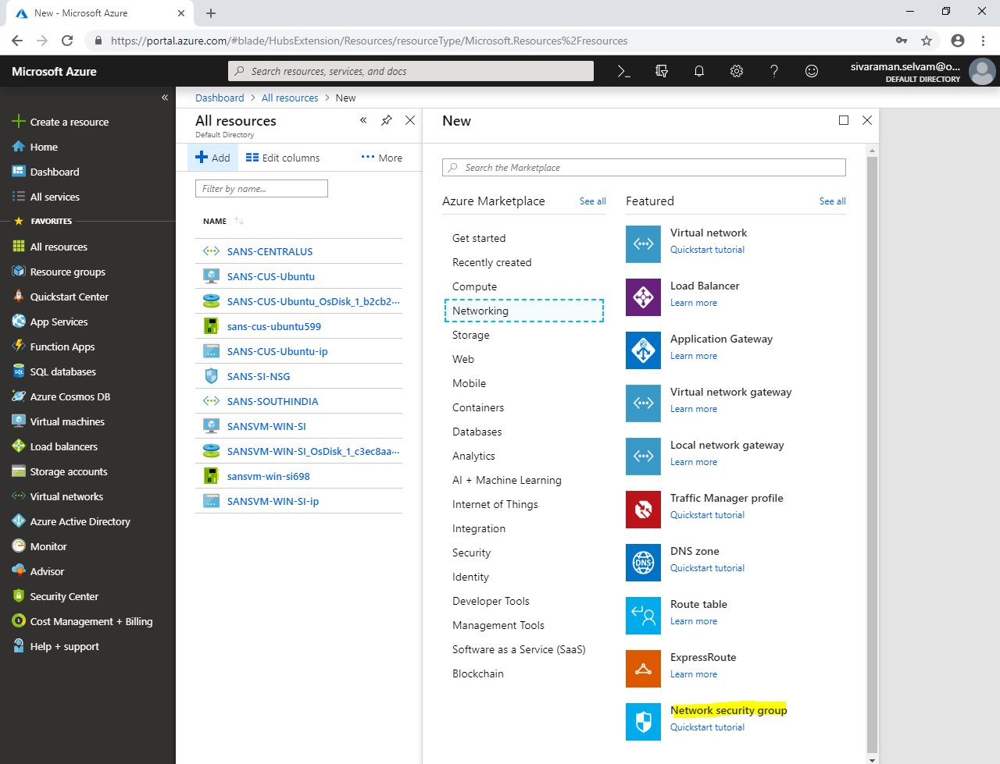 New - Microsoft Azure
https://portal.azure.com/#blade/HubsExtension/Resources/resourceType/Microsoft.Resources%2Fresources
Microsoft Azure
Search resources, services, and docs
sivaraman.selvam@o...
DEFAULT DIRECTORY
Create a resource
Home
Dashboard
All services
FAVORITES
All resources
Resource groups
Quickstart Center
App Services
Function Apps
SQL databases
Azure Cosmos DB
Virtual machines
Load balancers
Storage accounts
Virtual networks
Azure Active Directory
Monitor
Advisor
Security Center
Cost Management + Billing
Help + support
Dashboard > All resources > New
All resources
Default Directory
Add
Edit columns
More
Filter by name...
NAME
SANS-CENTRALUS
SANS-CUS-Ubuntu
SANS-CUS-Ubuntu_OsDisk_1_b2cb2...
sans-cus-ubuntu599
SANS-CUS-Ubuntu-ip
SANS-SI-NSG
SANS-SOUTHINDIA
SANSVM-WIN-SI
SANSVM-WIN-SI_OsDisk_1_c3ec8aa...
sansvm-win-si698
SANSVM-WIN-SI-ip
New
Search the Marketplace
Azure Marketplace
See all
Get started
Recently created
Compute
Networking
Storage
Web
Mobile
Containers
Databases
Analytics
AI + Machine Learning
Internet of Things
Integration
Security
Identity
Developer Tools
Management Tools
Software as a Service (SaaS)
Blockchain
Featured
See all
Virtual network
Quickstart tutorial
Load Balancer
Learn more
Application Gateway
Learn more
Virtual network gateway
Learn more
Local network gateway
Learn more
Traffic Manager profile
Quickstart tutorial
DNS
DNS zone
Quickstart tutorial
Route table
Learn more
ExpressRoute
Learn more
Network security group
Quickstart tutorial